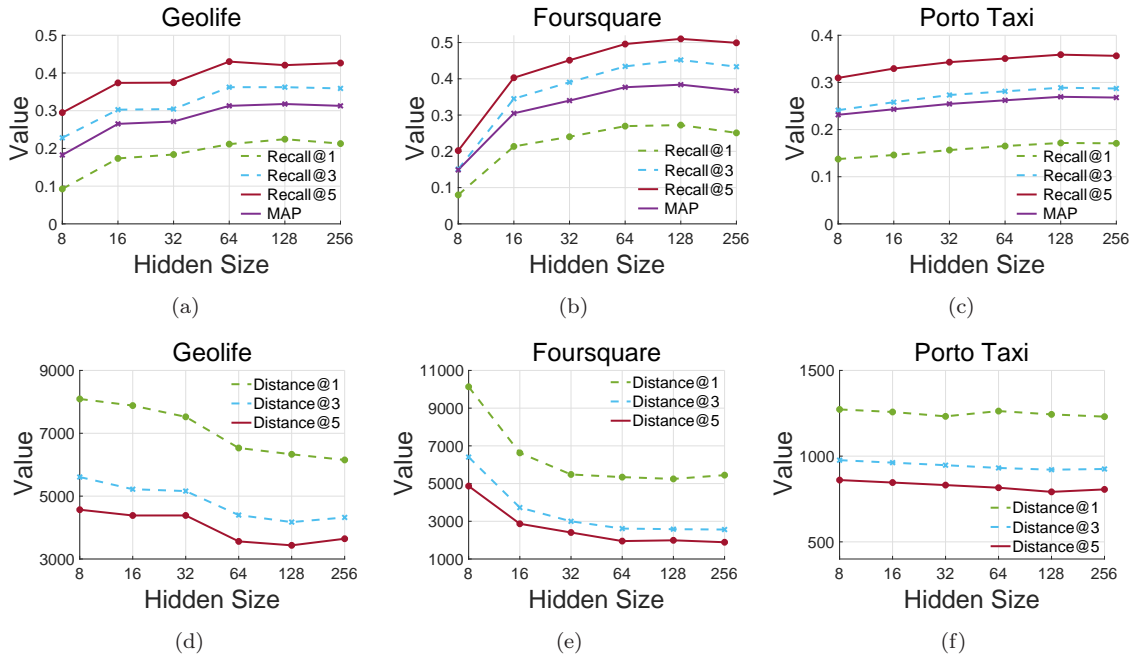 Geolife
0.5
0.4
0.3
0.2
0.1
0
Value
Recall@1
Recall@3
Recall@5
MAP
8 16 32 64 128 256
Hidden Size
(a)
Foursquare
0.5
0.4
0.3
0.2
0.1
0
Value
Recall@1
Recall@3
Recall@5
MAP
8 16 32 64 128 256
Hidden Size
(b)
Porto Taxi
0.4
0.3
0.2
0.1
0
Value
Recall@1
Recall@3
Recall@5
MAP
8 16 32 64 128 256
Hidden Size
(c)
Geolife
9000
7000
5000
3000
Value
Distance@1
Distance@3
Distance@5
8 16 32 64 128 256
Hidden Size
(d)
Foursquare
11000
9000
7000
5000
3000
1000
Value
Distance@1
Distance@3
Distance@5
8 16 32 64 128 256
Hidden Size
(e)
Porto Taxi
1500
1000
500
Value
Distance@1
Distance@3
Distance@5
8 16 32 64 128 256
Hidden Size
(f)